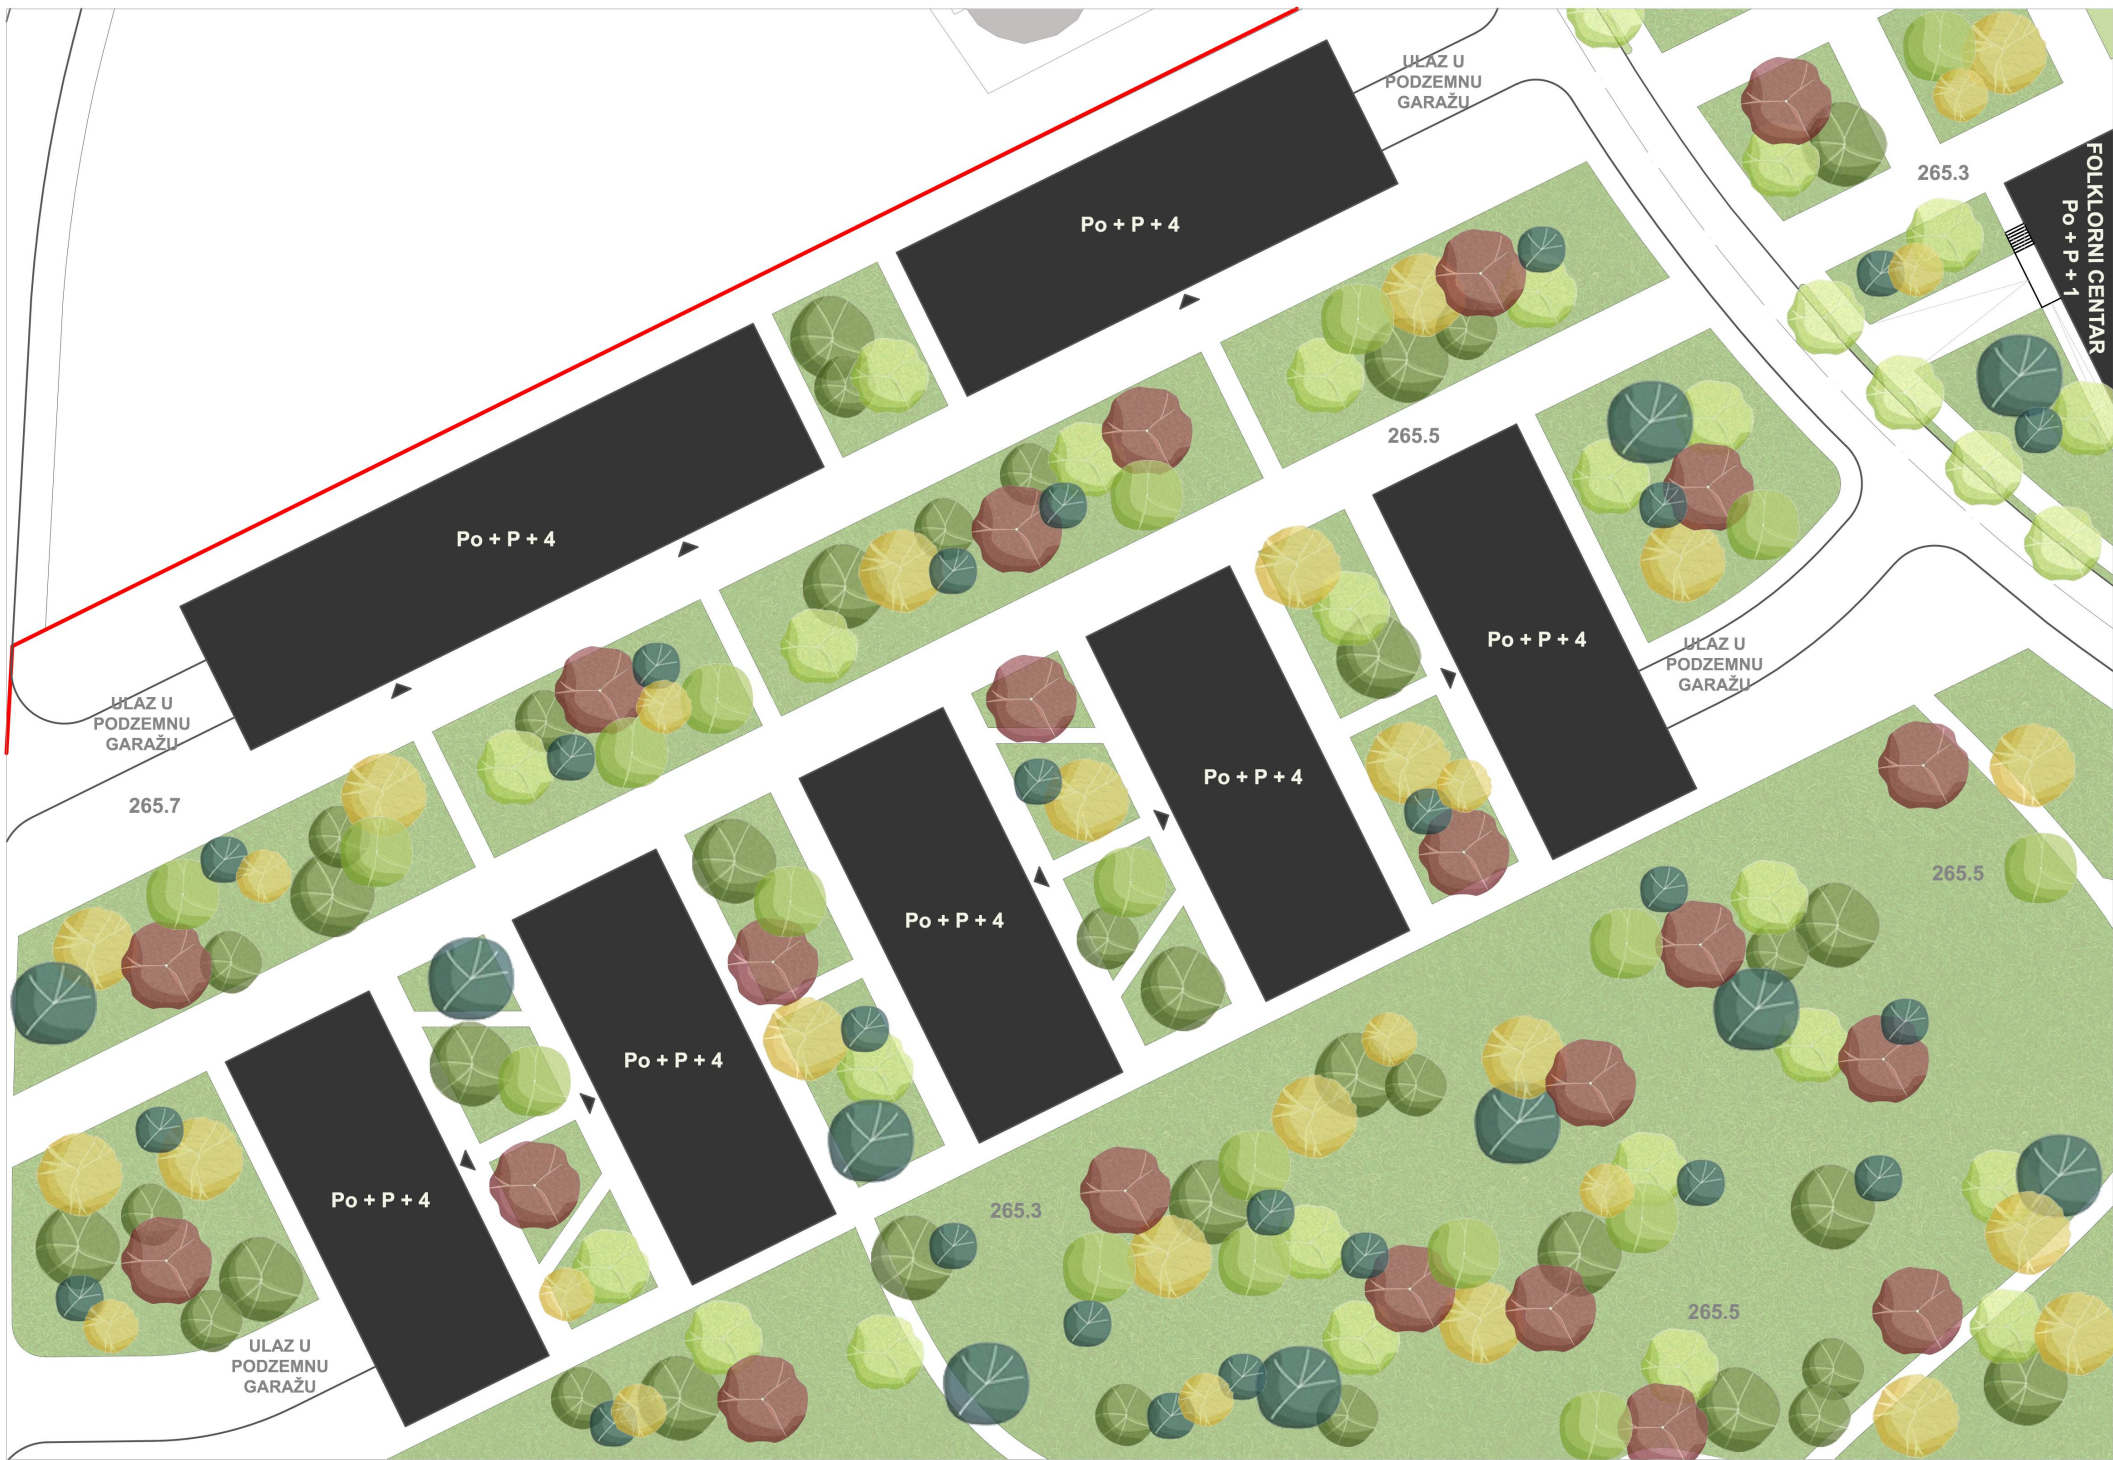 ULAZ U
PODZEMNU
GARAŽU
265.3
FOLKLORNI CENTAR
Po + P + 1
Po + P + 4
265.5
Po + P + 4
Po + P + 4
ULAZ U
PODZEMNU
GARAŽU
ULAZ U
PODZEMNU
GARAŽU
Po + P + 4
265.7
265.5
Po + P + 4
Po + P + 4
Po + P + 4
265.3
265.5
ULAZ U
PODZEMNU
GARAŽU